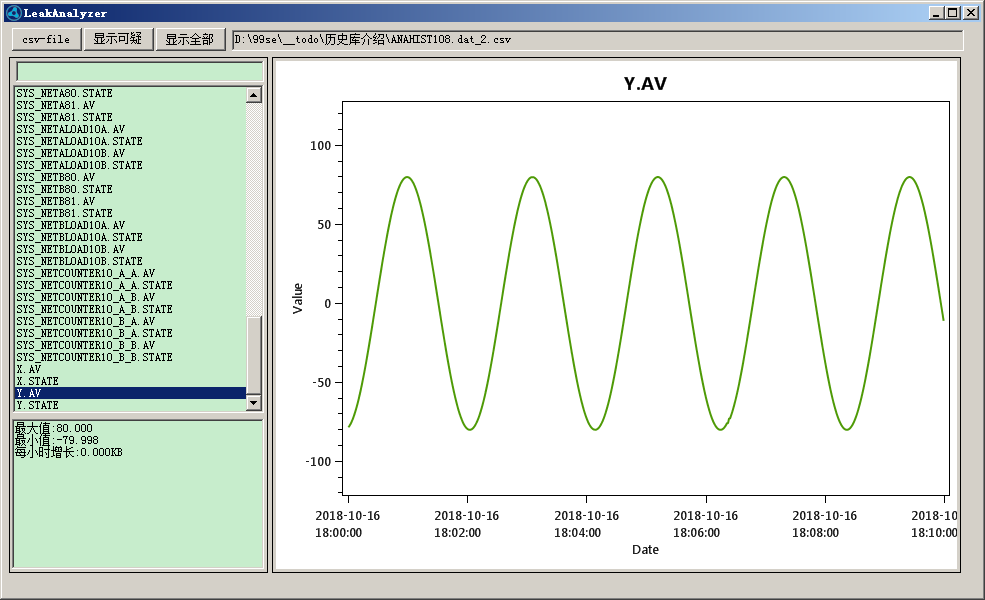 LeakAnalyzer
csv-file 显示可疑 显示全部 D:\99se\__todo\历史库介绍\ANAHIST108.dat_2.csv
SYS_NETA80.STATE
SYS_NETA81.AV
SYS_NETA81.STATE
SYS_NETALOAD10A.AV
SYS_NETALOAD10A.STATE
SYS_NETALOAD10B.AV
SYS_NETALOAD10B.STATE
SYS_NETB80.AV
SYS_NETB80.STATE
SYS_NETB81.AV
SYS_NETB81.STATE
SYS_NETBLOAD10A.AV
SYS_NETBLOAD10A.STATE
SYS_NETBLOAD10B.AV
SYS_NETBLOAD10B.STATE
SYS_NETCOUNTER10_A_A.AV
SYS_NETCOUNTER10_A_A.STATE
SYS_NETCOUNTER10_A_B.AV
SYS_NETCOUNTER10_A_B.STATE
SYS_NETCOUNTER10_B_A.AV
SYS_NETCOUNTER10_B_A.STATE
SYS_NETCOUNTER10_B_B.AV
SYS_NETCOUNTER10_B_B.STATE
X.AV
X.STATE
Y.AV
Y.STATE
最大值:80.000
最小值:-79.998
每小时增长:0.000KB
Y.AV
100
50
0
-50
-100
Value
2018-10-16 2018-10-16 2018-10-16 2018-10-16 2018-10-16 2018-10
18:00:00 18:02:00 18:04:00 18:06:00 18:08:00 18:10:00
Date